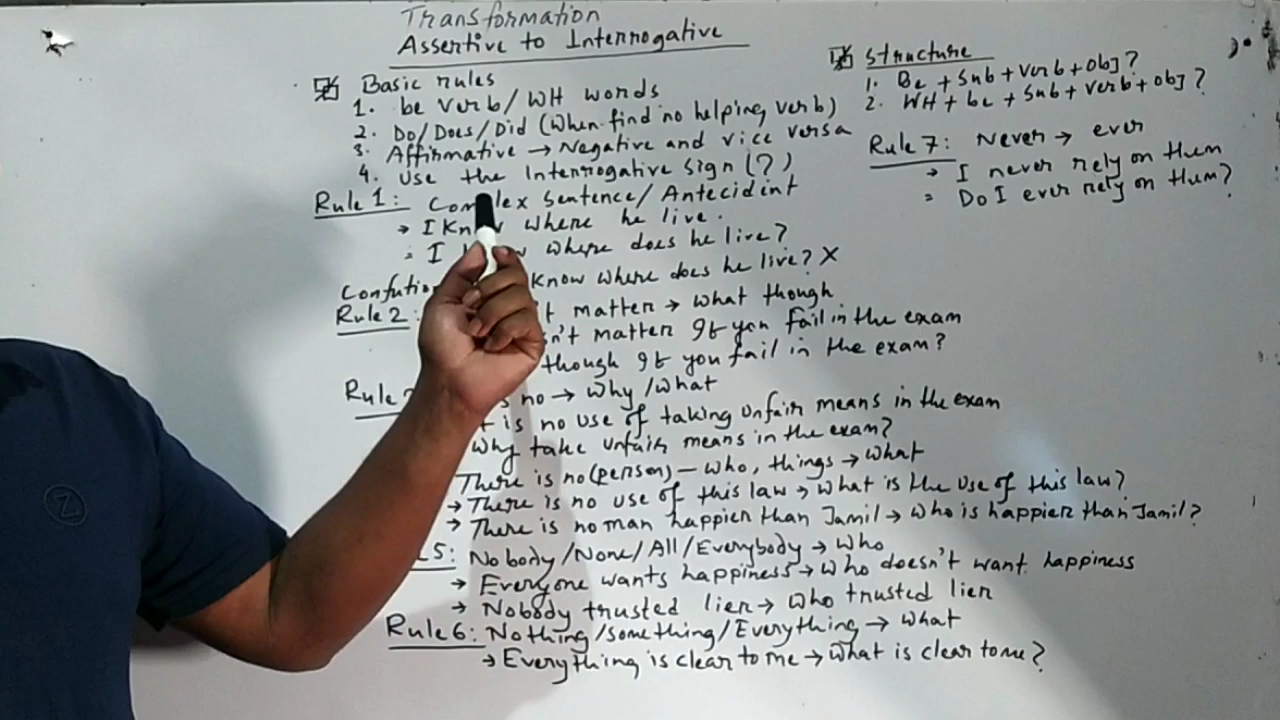 Transformation
Assertive to Interrogative
Basic rules
1. be verb/WH words
2. Do/Does/Did (when find no helping verb)
3. Affirmative → Negative and vice versa
4. Use the Interrogative sign (?)
Rule 1: Complex sentence/Antecident
→ I Know where he live.
= I know where does he live?
know where does he live? X
Rule 2: matter → what though
n't matter If you fail in the exam
though If you fail in the exam?
Rule no → why/what
is no use of taking unfair means in the exam
Why take unfair means in the exam?
There is no (person) – who, things → what
→ There is no use of this law → what is the use of this law?
→ There is no man happier than Jamil → who is happier than Jamil?
5: Nobody/None/All/Everybody → who
→ Everyone wants happiness → who doesn't want happiness
→ Nobody trusted lier → who trusted lier
Rule 6: Nothing/something/Everything → what
→ Everything is clear to me → what is clear to me?
Structure
1. Be + Sub + verb + obj?
2. WH + be + sub + verb + obj?
Rule 7: Never → ever
→ I never rely on them
= Do I ever rely on them?
Z